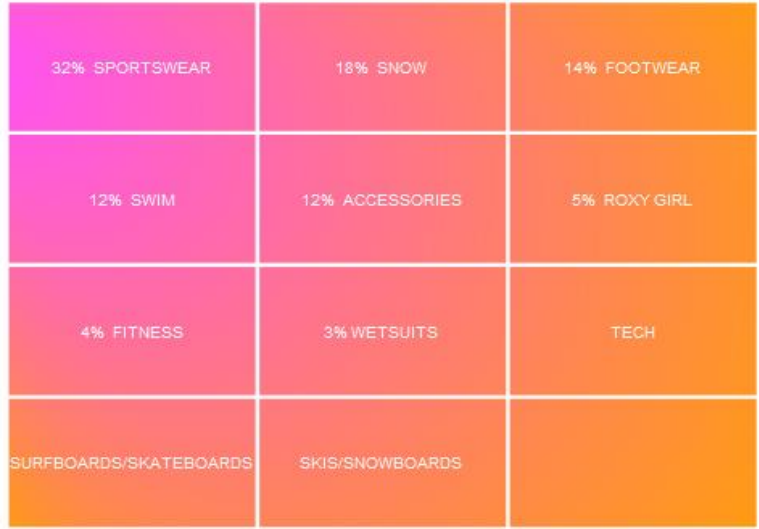 32% SPORTSWEAR
18% SNOW
14% FOOTWEAR
12% SWIM
12% ACCESSORIES
5% ROXY GIRL
4% FITNESS
3% WETSUITS
TECH
SURFBOARDS/SKATEBOARDS
SKIS/SNOWBOARDS